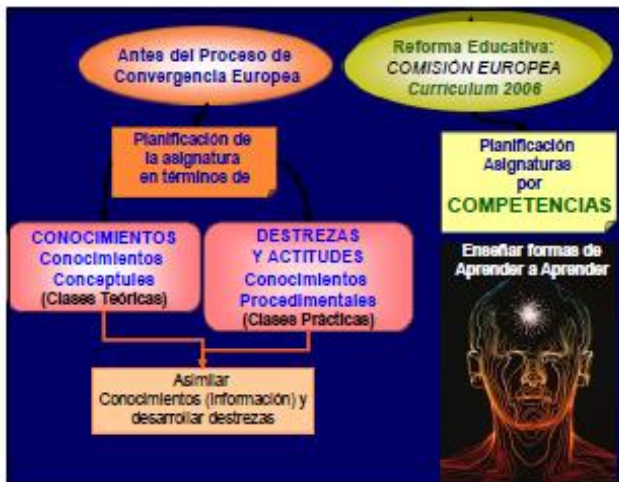 Antes del Proceso de
Convergencia Europea
Planificación de
la asignatura
en términos de
CONOCIMIENTOS
Conocimientos
Conceptules
(Clases Teóricas)
DESTREZAS
Y ACTITUDES
Conocimientos
Procedimentales
(Clases Prácticas)
Asimilar
Conocimientos (Información) y
desarrollar destrezas
Reforma Educativa:
COMISIÓN EUROPEA
Curriculum 2006
Planificación
Asignaturas
por
COMPETENCIAS
Enseñar formas de
Aprender a Aprender